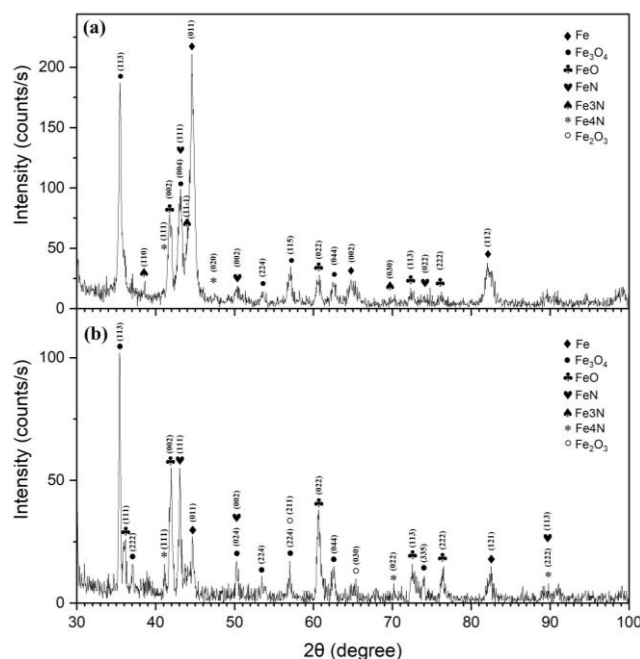 (a)
Intensity (counts/s)
200
150
100
50
0
(113)
(110)
(111)
(002)
(111)
(004)
(11-1)
(011)
(020)
(002)
(224)
(115)
(022)
(044)
(002)
(030)
(113)
(022)
(222)
(112)
♦ Fe
● Fe₃O₄
♣ FeO
♥ FeN
♠ Fe3N
* Fe4N
○ Fe₂O₃
(b)
Intensity (counts/s)
100
50
0
(113)
(111)
(222)
(111)
(002)
(111)
(011)
(002)
(024)
(224)
(211)
(224)
(022)
(044)
(030)
(022)
(113)
(335)
(222)
(121)
(113)
(222)
♦ Fe
● Fe₃O₄
♣ FeO
♥ FeN
♠ Fe3N
* Fe4N
○ Fe₂O₃
30 40 50 60 70 80 90 100
2θ (degree)